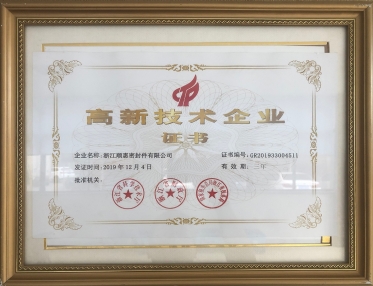 高新技术企业
证书
企业名称:浙江顺惠密封件有限公司
证书编号:GR201933004511
发证时间:2019年12月4日
有效期:三年
批准机关: